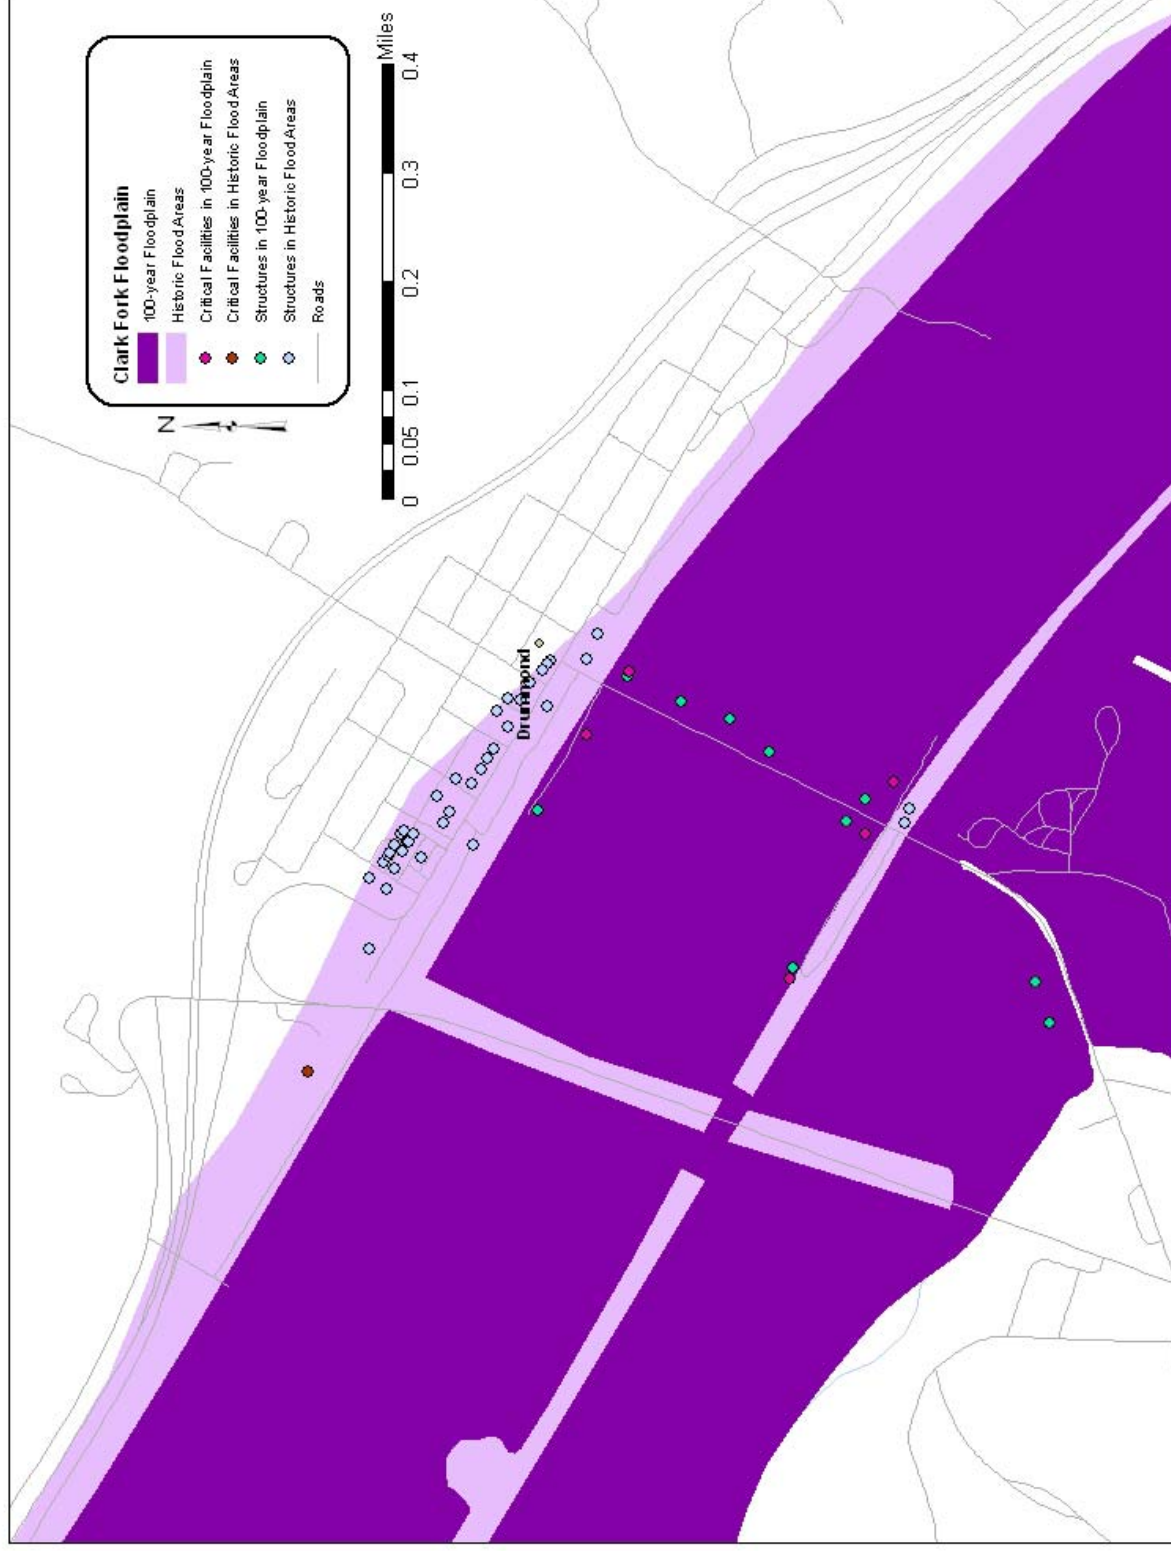 Clark Fork Floodplain
100-year Floodplain
Historic Flood Areas
Critical Facilities in 100-year Floodplain
Critical Facilities in Historic Flood Areas
Structures in 100-year Floodplain
Structures in Historic Flood Areas
Roads
N
Miles
0 0.05 0.1 0.2 0.3 0.4
Drummond